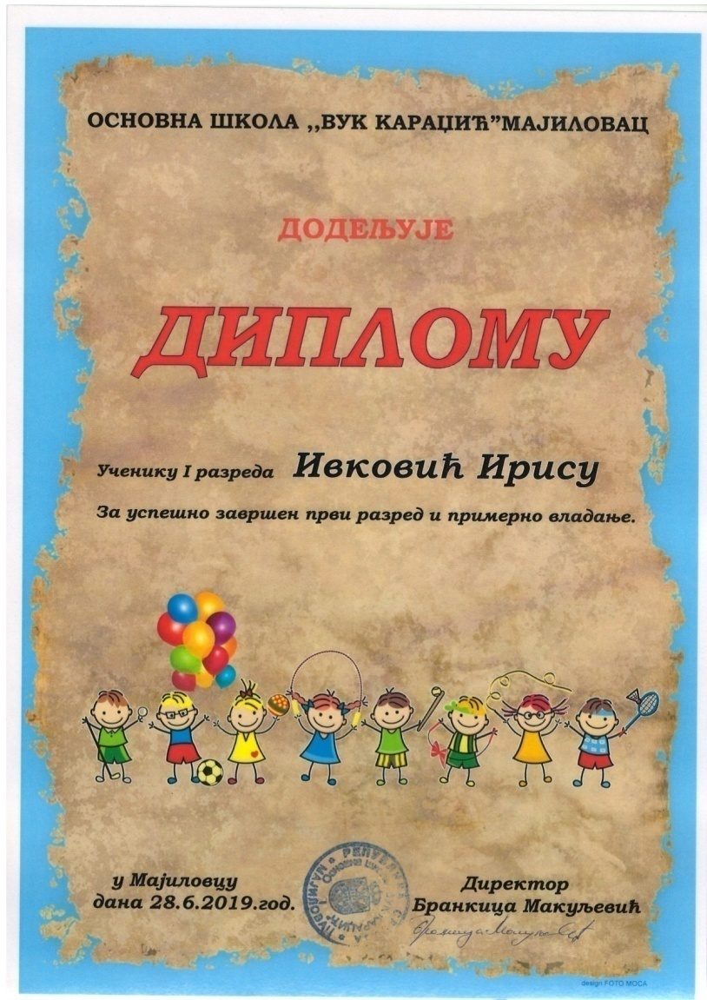 ОСНОВНА ШКОЛА ,,ВУК КАРАЏИЋ”МАЈИЛОВАЦ
ДОДЕЉУЈЕ
ДИПЛОМУ
Ученику I разреда Ивковић Ирису
За успешно завршен први разред и примерно владање.
у Мајиловцу
дана 28.6.2019.год.
Директор
Бранкица Макуљевић
design FOTO MOCA